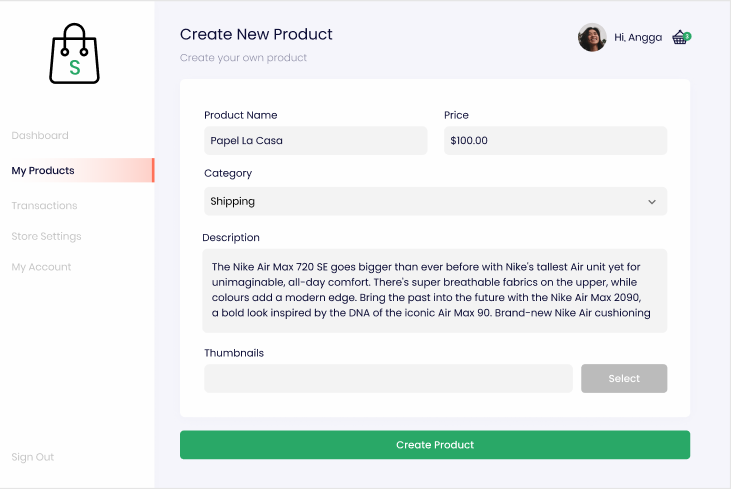 S
Create New Product
Create your own product
Hi, Angga
Dashboard
My Products
Transactions
Store Settings
My Account
Sign Out
Product Name
Price
Papel La Casa
$100.00
Category
Shipping
Description
The Nike Air Max 720 SE goes bigger than ever before with Nike's tallest Air unit yet for
unimaginable, all-day comfort. There's super breathable fabrics on the upper, while
colours add a modern edge. Bring the past into the future with the Nike Air Max 2090,
a bold look inspired by the DNA of the iconic Air Max 90. Brand-new Nike Air cushioning
Thumbnails
Select
Create Product